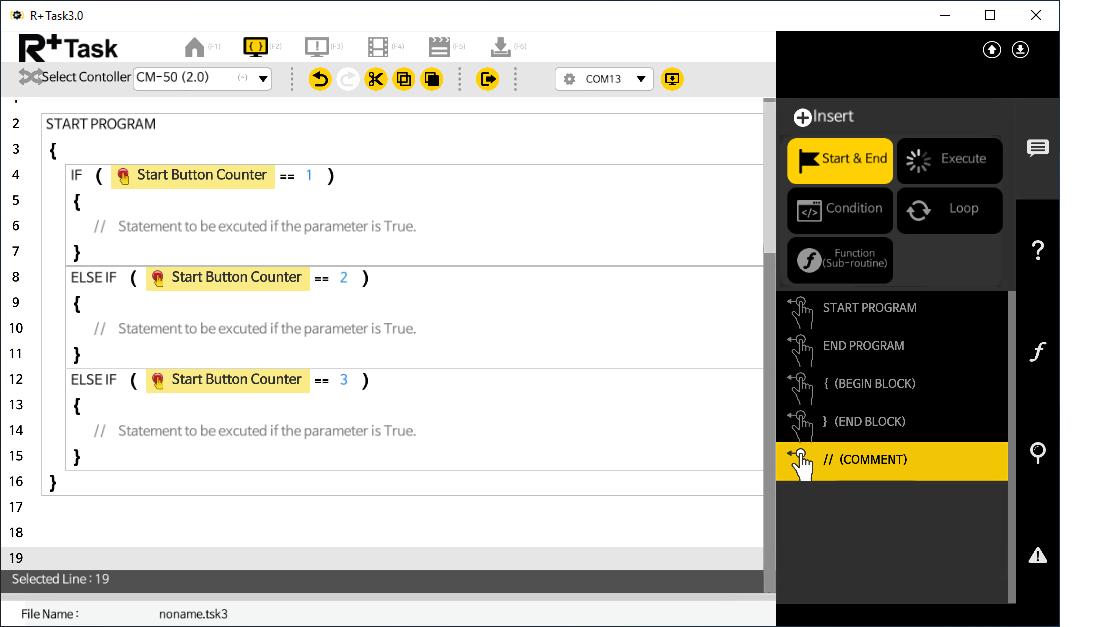 R+ Task3.0
R+ Task
(F1)
(F2)
(F3)
(F4)
(F5)
(F6)
Select Contoller
CM-50 (2.0)
(~)
COM13
2 START PROGRAM
3 {
4 IF ( Start Button Counter == 1 )
5 {
6 // Statement to be excuted if the parameter is True.
7 }
8 ELSE IF ( Start Button Counter == 2 )
9 {
10 // Statement to be excuted if the parameter is True.
11 }
12 ELSE IF ( Start Button Counter == 3 )
13 {
14 // Statement to be excuted if the parameter is True.
15 }
16 }
17
18
19
Selected Line : 19
File Name : noname.tsk3
Insert
Start & End
Execute
Condition
Loop
Function
(Sub-routine)
START PROGRAM
END PROGRAM
{ (BEGIN BLOCK)
} (END BLOCK)
// (COMMENT)